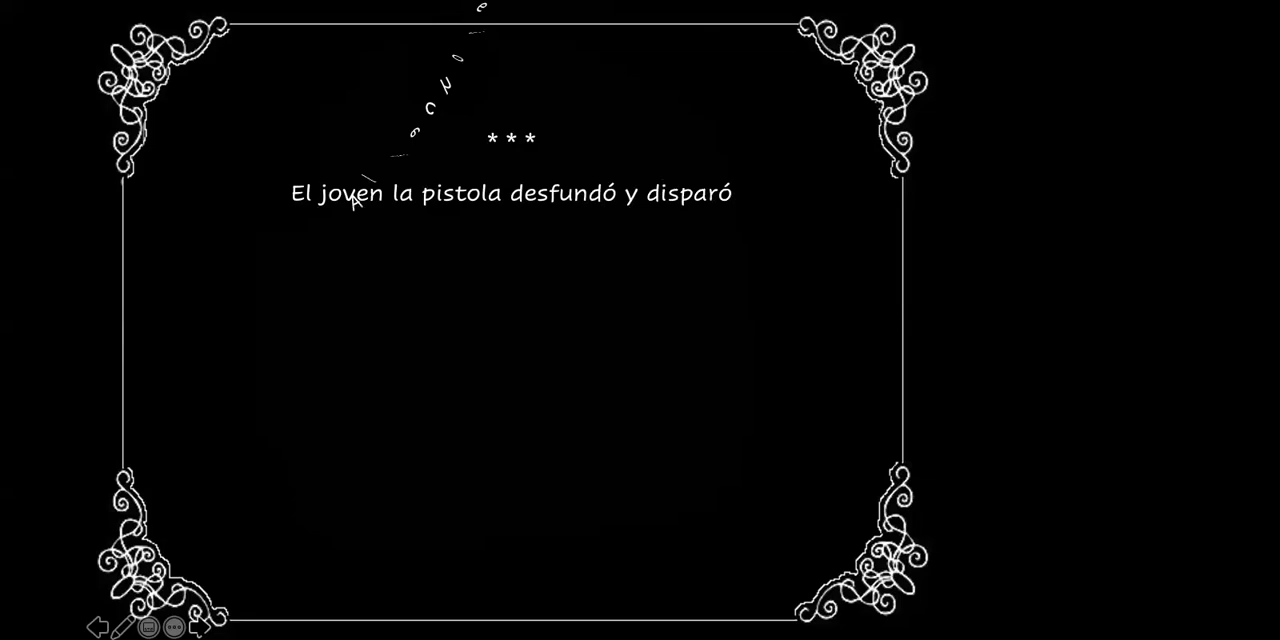 * * *
El joven la pistola desfundó y disparó